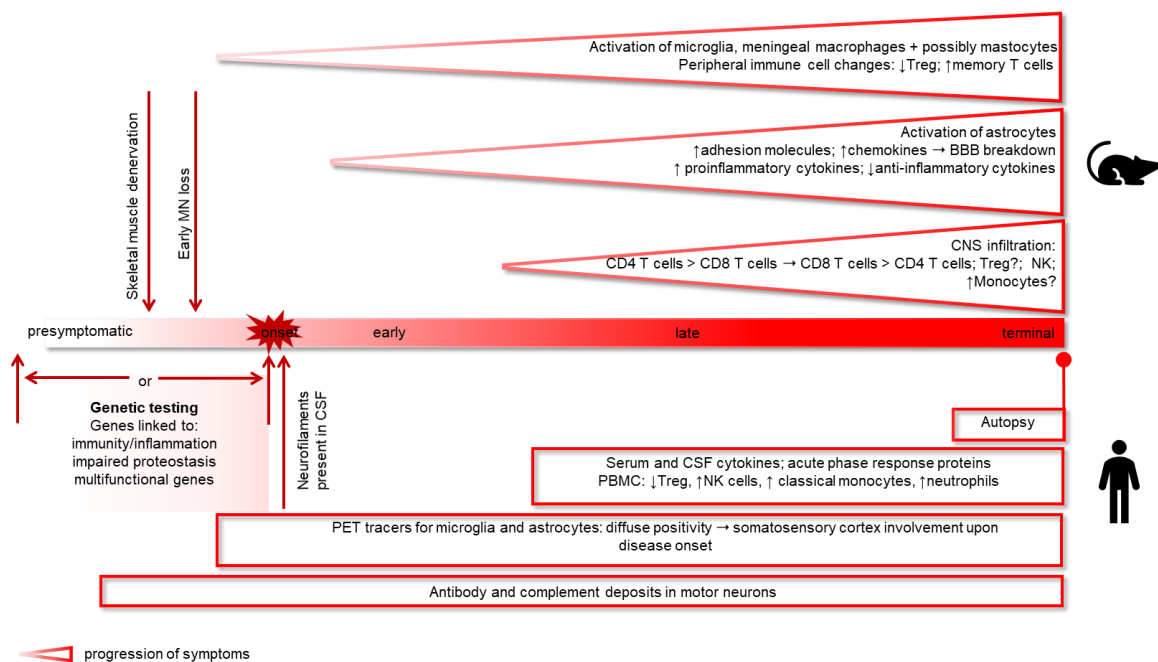 Activation of microglia, meningeal macrophages + possibly mastocytes
Peripheral immune cell changes: ↓Treg; ↑memory T cells
Activation of astrocytes
↑adhesion molecules; ↑chemokines → BBB breakdown
↑ proinflammatory cytokines; ↓anti-inflammatory cytokines
Skeletal muscle denervation
Early MN loss
CNS infiltration:
CD4 T cells > CD8 T cells → CD8 T cells > CD4 T cells; Treg?; NK;
↑Monocytes?
presymptomatic
onset
early
late
terminal
or
Genetic testing
Genes linked to:
immunity/inflammation
impaired proteostasis
multifunctional genes
Neurofilaments
present in CSF
Autopsy
Serum and CSF cytokines; acute phase response proteins
PBMC: ↓Treg, ↑NK cells, ↑ classical monocytes, ↑neutrophils
PET tracers for microglia and astrocytes: diffuse positivity → somatosensory cortex involvement upon
disease onset
Antibody and complement deposits in motor neurons
progression of symptoms